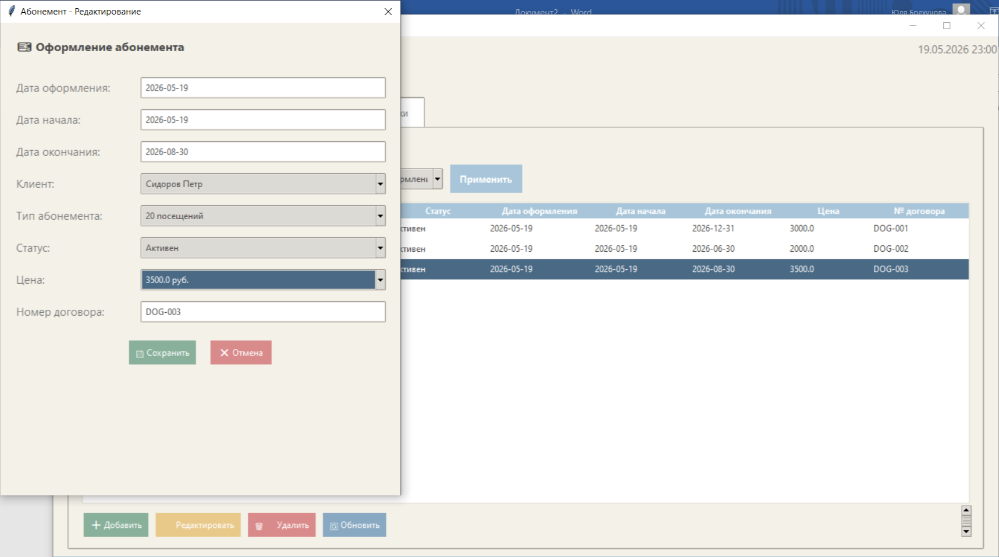 Абонемент - Редактирование
Документ2 - Word
Юля Брехунова
19.05.2026 23:00
Оформление абонемента
Дата оформления: 2026-05-19
Дата начала: 2026-05-19
Дата окончания: 2026-08-30
Клиент: Сидоров Петр
Тип абонемента: 20 посещений
Статус: Активен
Цена: 3500.0 руб.
Номер договора: DOG-003
Сохранить Отмена
ки
рмлени Применить
Статус Дата оформления Дата начала Дата окончания Цена № договора
ктивен 2026-05-19 2026-05-19 2026-12-31 3000.0 DOG-001
ктивен 2026-05-19 2026-05-19 2026-06-30 2000.0 DOG-002
ктивен 2026-05-19 2026-05-19 2026-08-30 3500.0 DOG-003
Добавить Редактировать Удалить Обновить